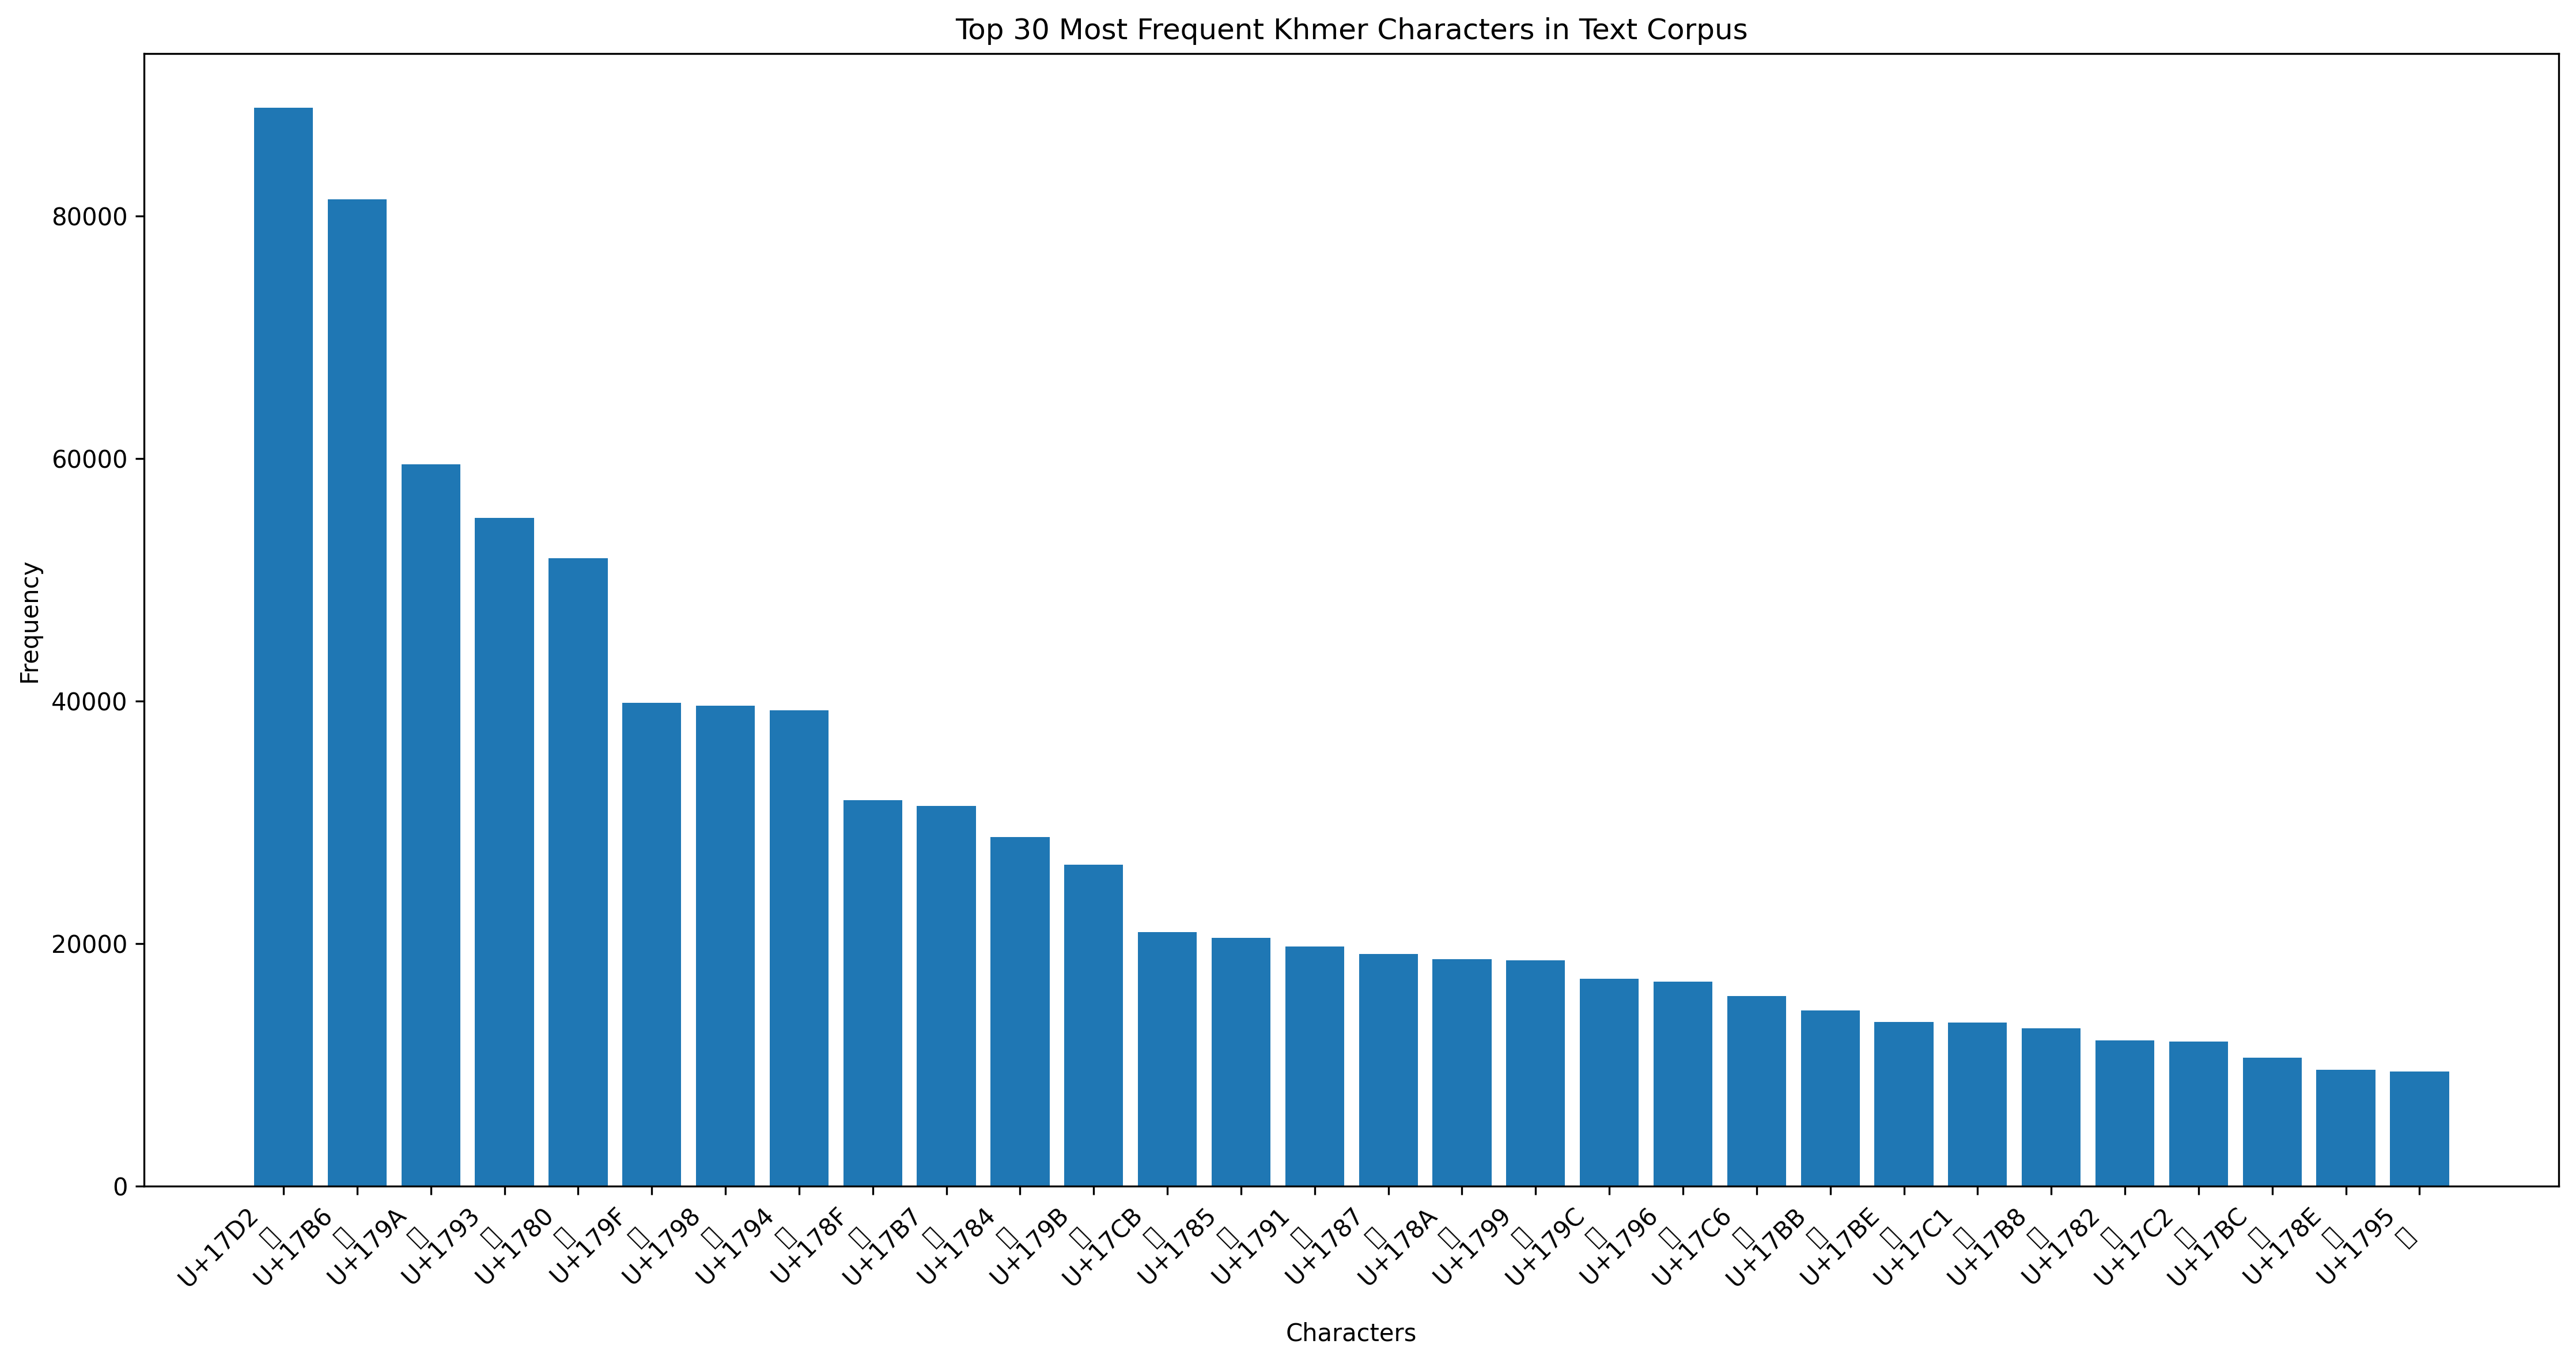 Top 30 Most Frequent Khmer Characters in Text Corpus
Frequency
80000
60000
40000
20000
0
U+17D2
U+17B6
U+179A
U+1793
U+1780
U+179F
U+1798
U+1794
U+178F
U+17B7
U+1784
U+179B
U+17CB
U+1785
U+1791
U+1787
U+178A
U+1799
U+179C
U+1796
U+17C6
U+17BB
U+17BE
U+17C1
U+17B8
U+1782
U+17C2
U+17BC
U+178E
U+1795
Characters